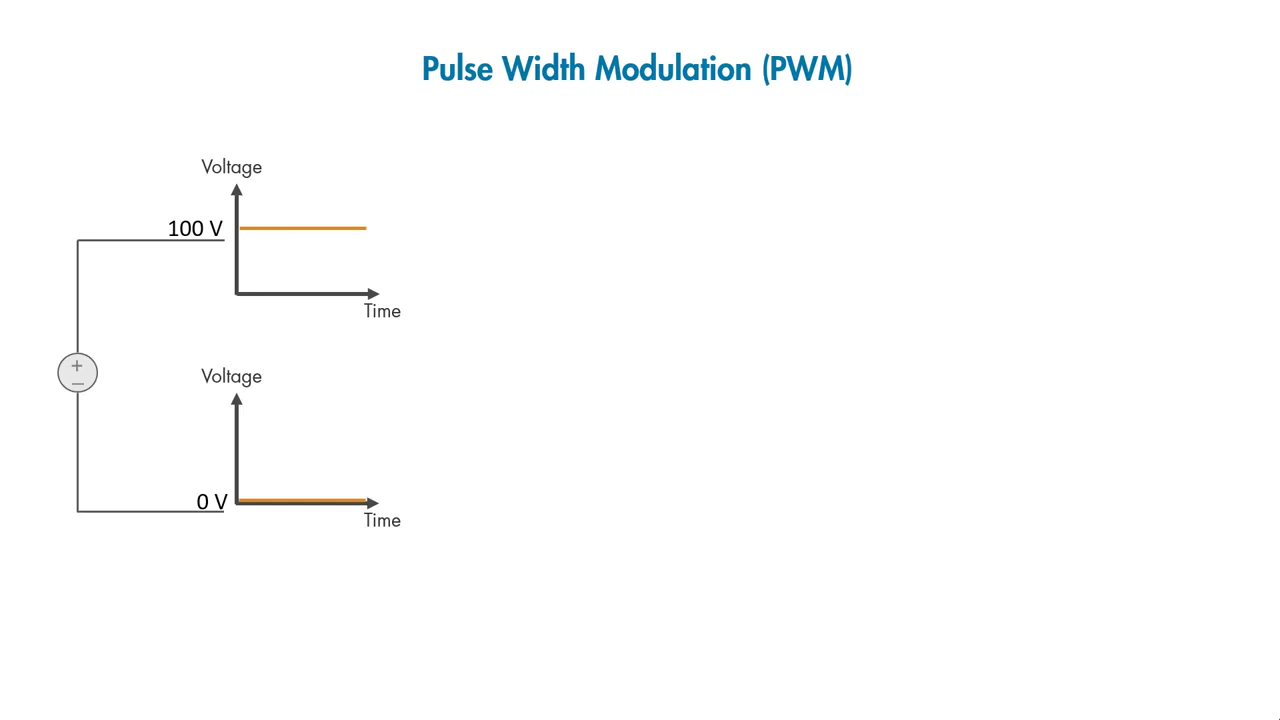 Pulse Width Modulation (PWM)
Voltage
100 V
Time
+
−
Voltage
0 V
Time